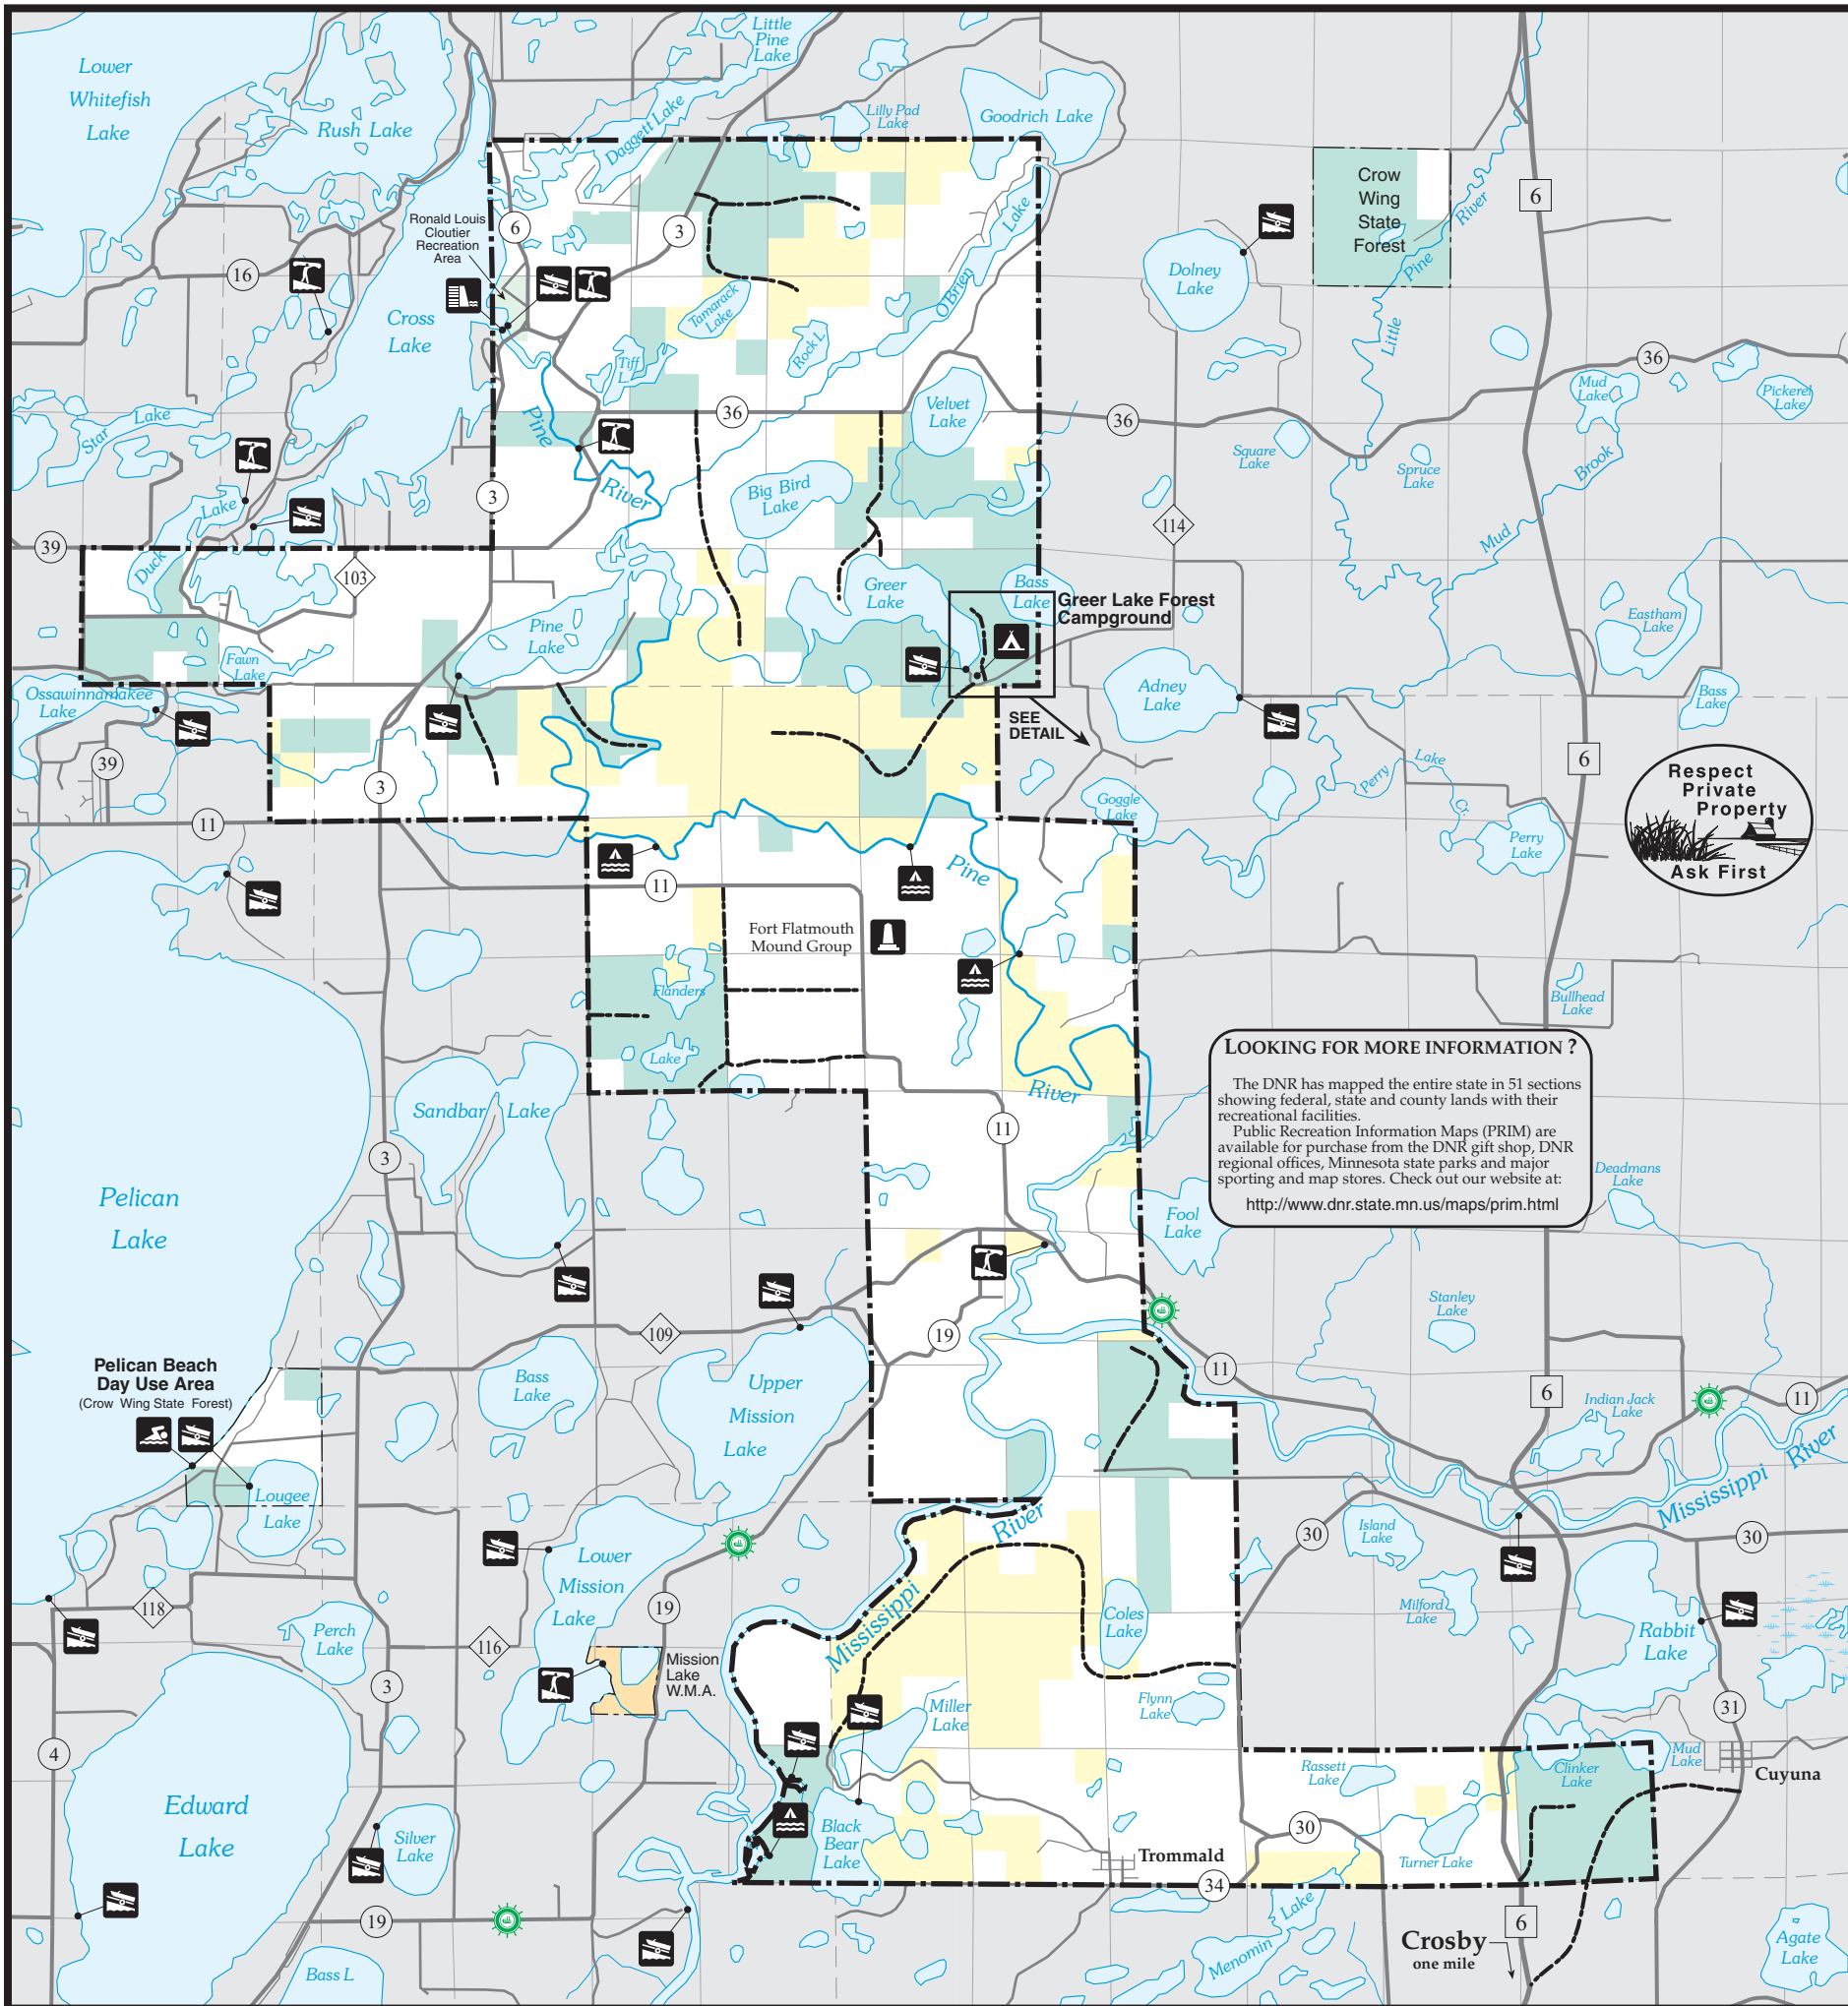 Little
Pine
Lake
Lower
Whitefish
Lake
Rush Lake
Daggett Lake
Lilly Pad
Lake
Goodrich Lake
Crow
Wing
State
Forest
6
Ronald Louis
Cloutier
Recreation
Area
6
3
O'Brien Lake
Dolney
Lake
Little Pine River
16
Cross
Lake
Tamarack
Lake
Rock L.
Tiff
L.
36
Mud
Lake
Pickerel
Lake
Star Lake
Pine
River
36
Velvet
Lake
36
Square
Lake
Spruce
Lake
Mud Brook
Big Bird
Lake
3
Duck Lake
114
39
103
Greer
Lake
Bass
Lake
Greer Lake Forest
Campground
Eastham
Lake
Pine
Lake
Fawn
Lake
Ossawinnamakee
Lake
Adney
Lake
Bass
Lake
SEE
DETAIL
39
3
6
Perry Lake Cr.
Respect
Private
Property
Ask First
Goggle
Lake
11
Perry
Lake
Pine
River
11
Fort Flatmouth
Mound Group
Flanders
Lake
Bullhead
Lake
LOOKING FOR MORE INFORMATION ?
The DNR has mapped the entire state in 51 sections
showing federal, state and county lands with their
recreational facilities.
Public Recreation Information Maps (PRIM) are
available for purchase from the DNR gift shop, DNR
regional offices, Minnesota state parks and major
sporting and map stores. Check out our website at:
http://www.dnr.state.mn.us/maps/prim.html
Sandbar Lake
11
3
Deadmans
Lake
Pelican
Lake
Fool
Lake
Stanley
Lake
109
19
Pelican Beach
Day Use Area
(Crow Wing State Forest)
Bass
Lake
Upper
Mission
Lake
11
6
Indian Jack
Lake
11
Mississippi River
Lougee
Lake
Mississippi River
30
Island
Lake
30
Lower
Mission
Lake
118
19
Coles
Lake
Milford
Lake
Perch
Lake
116
Rabbit
Lake
Mission
Lake
W.M.A.
3
Miller
Lake
Flynn
Lake
31
4
Rassett
Lake
Clinker
Lake
Mud
Lake
Cuyuna
Edward
Lake
Silver
Lake
Black
Bear
Lake
30
Trommald
Turner Lake
34
19
Menomin Lake
6
Crosby
one mile
Agate
Lake
Bass L